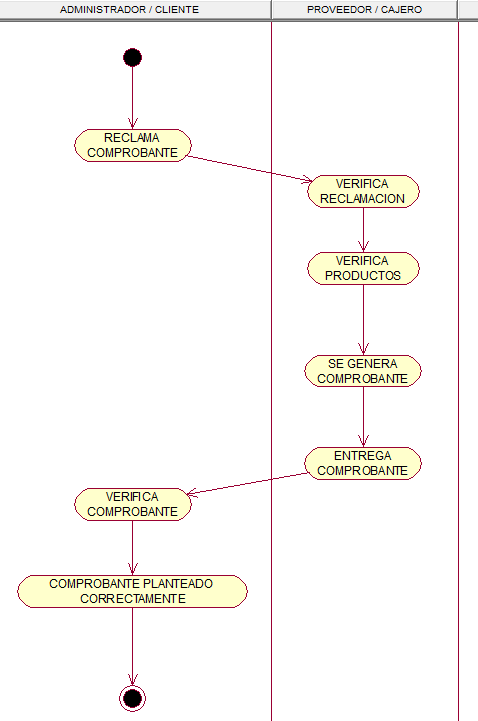 ADMINISTRADOR / CLIENTE
PROVEEDOR / CAJERO
RECLAMA
COMPROBANTE
VERIFICA
RECLAMACION
VERIFICA
PRODUCTOS
SE GENERA
COMPROBANTE
ENTREGA
COMPROBANTE
VERIFICA
COMPROBANTE
COMPROBANTE PLANTEADO
CORRECTAMENTE